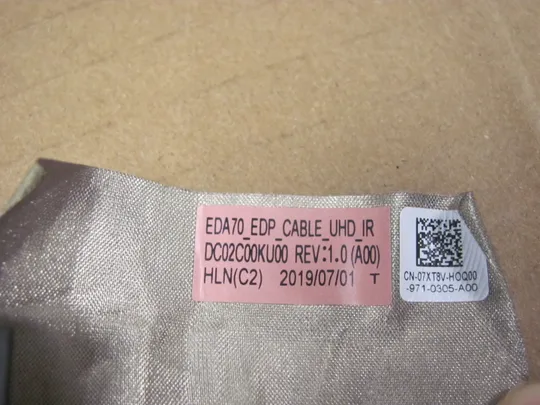 EDA70_EDP_CABLE_UHD_IR
DC02C00KU00 REV:1.0 (A00)
HLN(C2) 2019/07/01 T
CN-07XT8V-HOQ00
-971-0305-A00